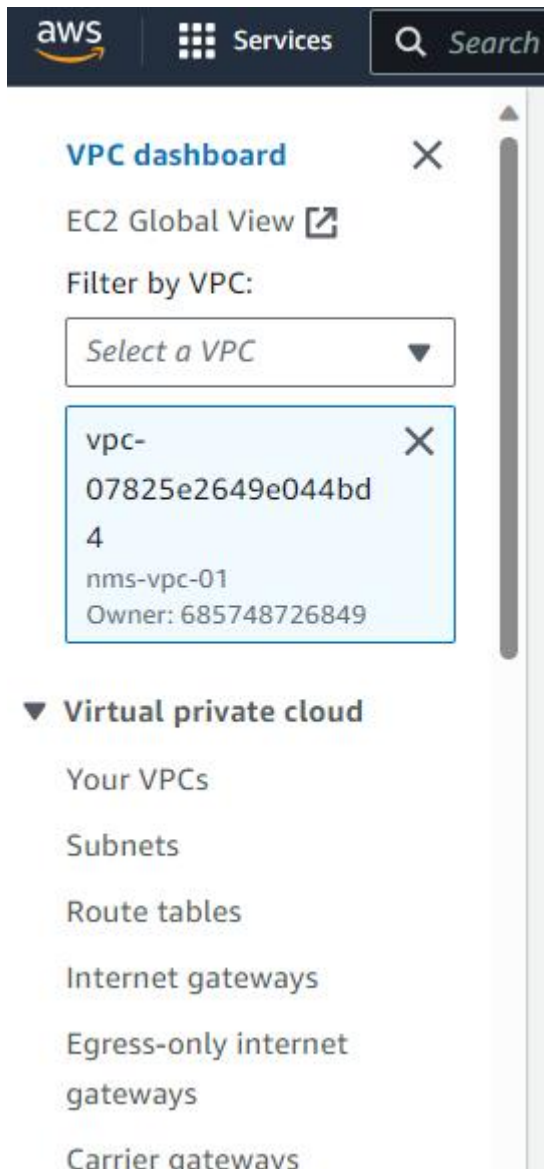 aws
Services
Search
VPC dashboard
EC2 Global View
Filter by VPC:
Select a VPC
vpc-
07825e2649e044bd
4
nms-vpc-01
Owner: 685748726849
Virtual private cloud
Your VPCs
Subnets
Route tables
Internet gateways
Egress-only internet
gateways
Carrier gateways